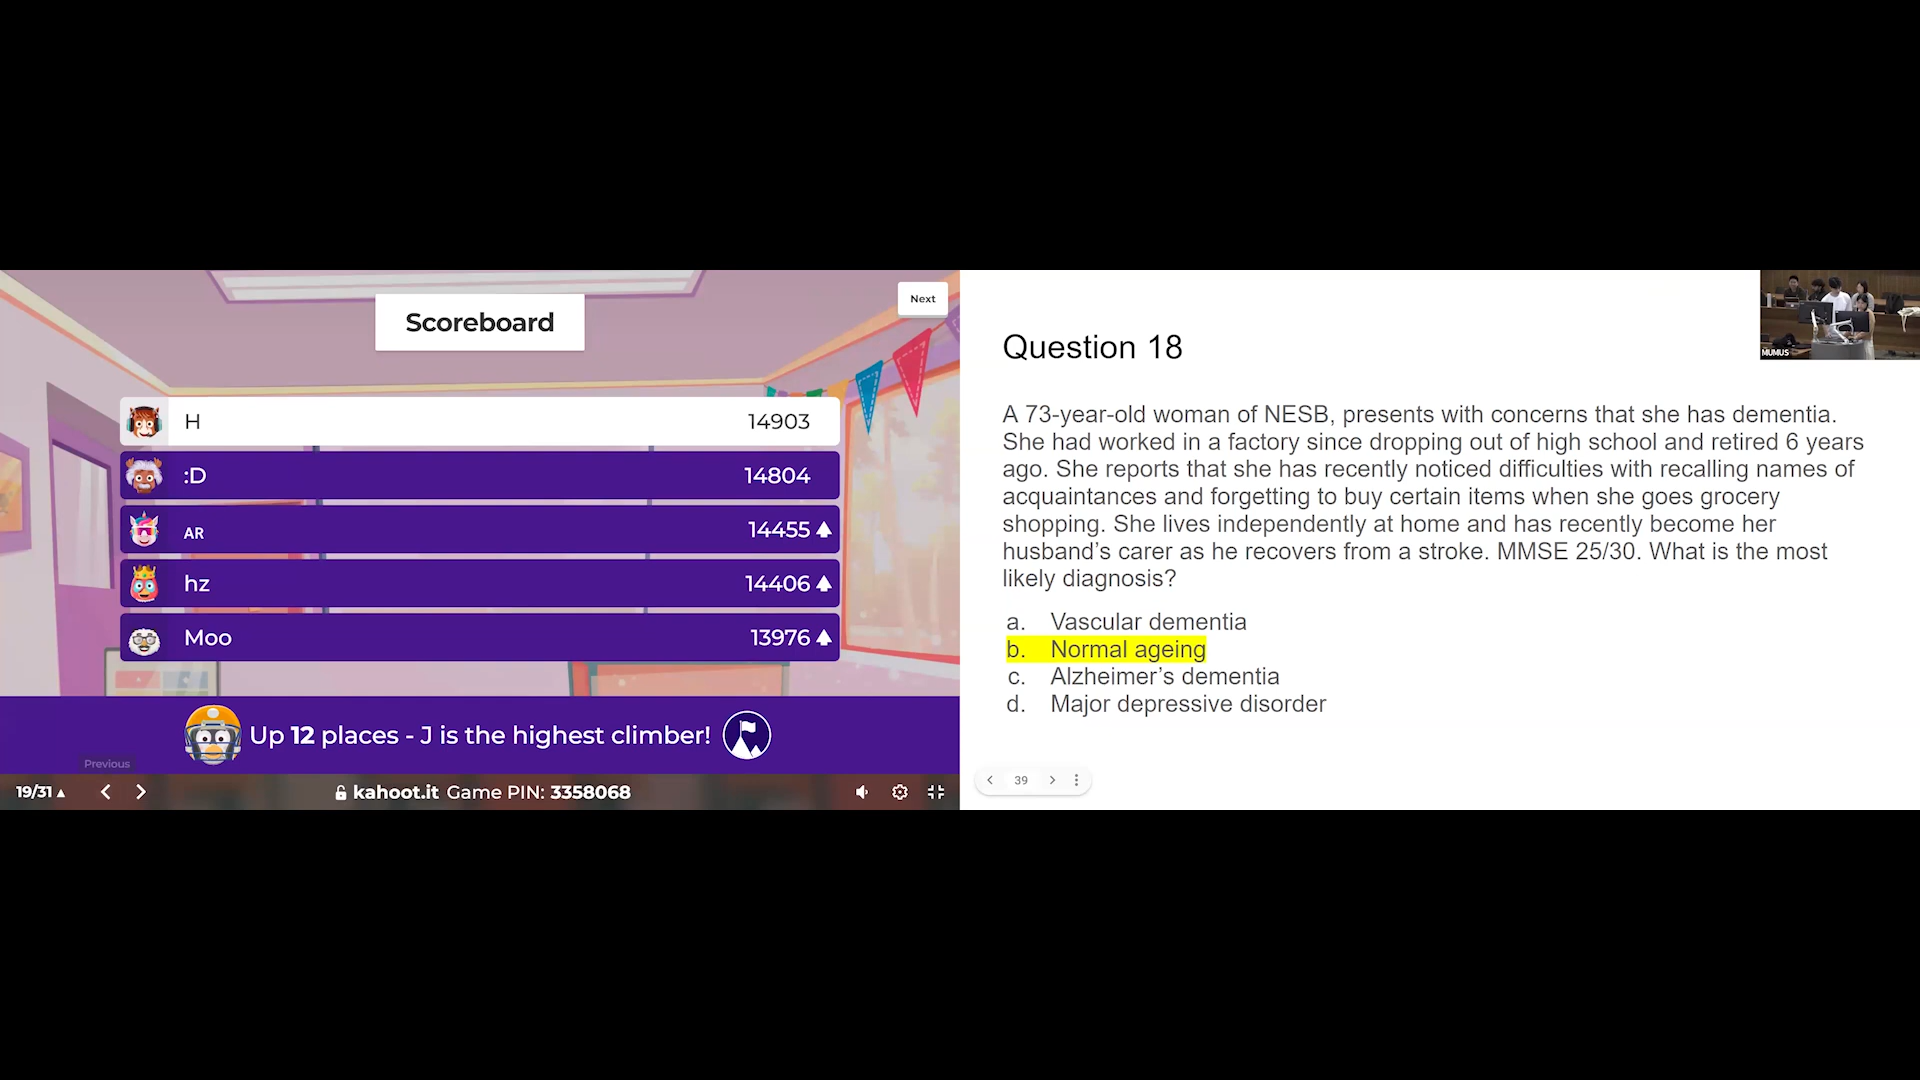 Scoreboard
Next
H 14903
:D 14804
AR 14455
hz 14406
Moo 13976
Up 12 places - J is the highest climber!
Previous
19/31
kahoot.it Game PIN: 3358068
MUMUS
Question 18
A 73-year-old woman of NESB, presents with concerns that she has dementia.
She had worked in a factory since dropping out of high school and retired 6 years
ago. She reports that she has recently noticed difficulties with recalling names of
acquaintances and forgetting to buy certain items when she goes grocery
shopping. She lives independently at home and has recently become her
husband’s carer as he recovers from a stroke. MMSE 25/30. What is the most
likely diagnosis?
a. Vascular dementia
b. Normal ageing
c. Alzheimer’s dementia
d. Major depressive disorder
39